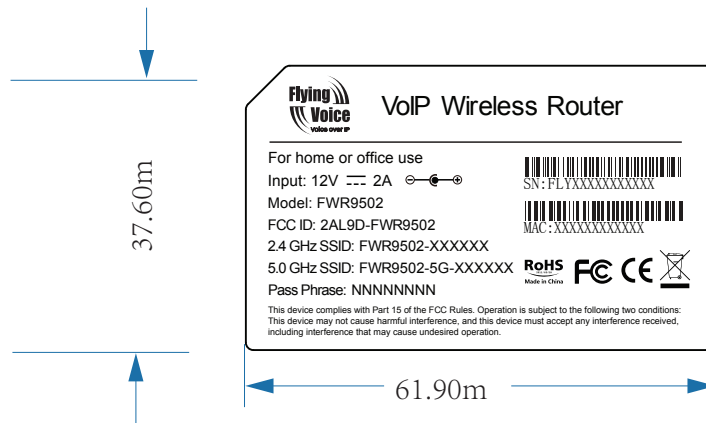 Flying
Voice
Voice over IP
VoIP Wireless Router
For home or office use
Input: 12V 2A
Model: FWR9502
FCC ID: 2AL9D-FWR9502
2.4 GHz SSID: FWR9502-XXXXXX
5.0 GHz SSID: FWR9502-5G-XXXXXX
Pass Phrase: NNNNNNNN
SN:FLYXXXXXXXXXXX
MAC:XXXXXXXXXXXX
RoHS
Made in China
FC CE
This device complies with Part 15 of the FCC Rules. Operation is subject to the following two conditions:
This device may not cause harmful interference, and this device must accept any interference received,
including interference that may cause undesired operation.
37.60m
61.90m